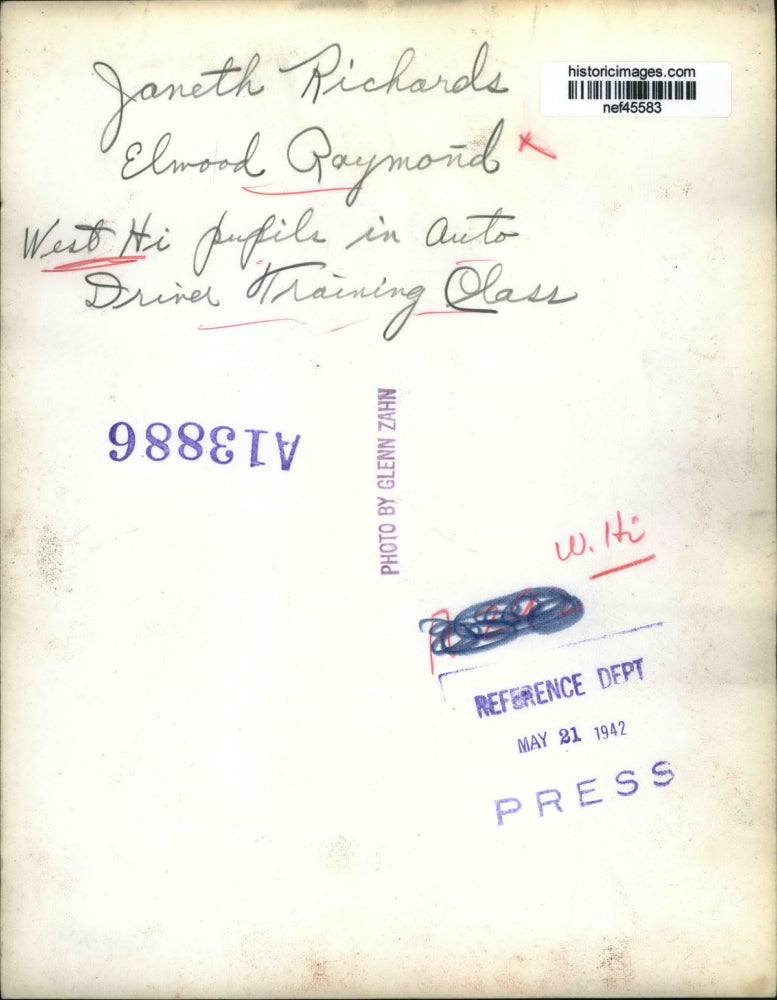 Janeth Richards
Elwood Raymond x
West Hi pupils in Auto
Driver Training Class
historicimages.com
nef45583
A13886
PHOTO BY GLENN ZAHN
W. Hi
REFERENCE DEPT
MAY 21 1942
PRESS